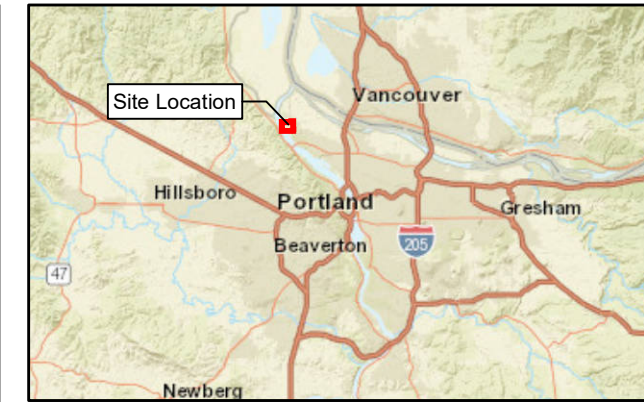 Vancouver
Site Location
Hillsboro
Portland
Gresham
Beaverton
205
47
Newberg